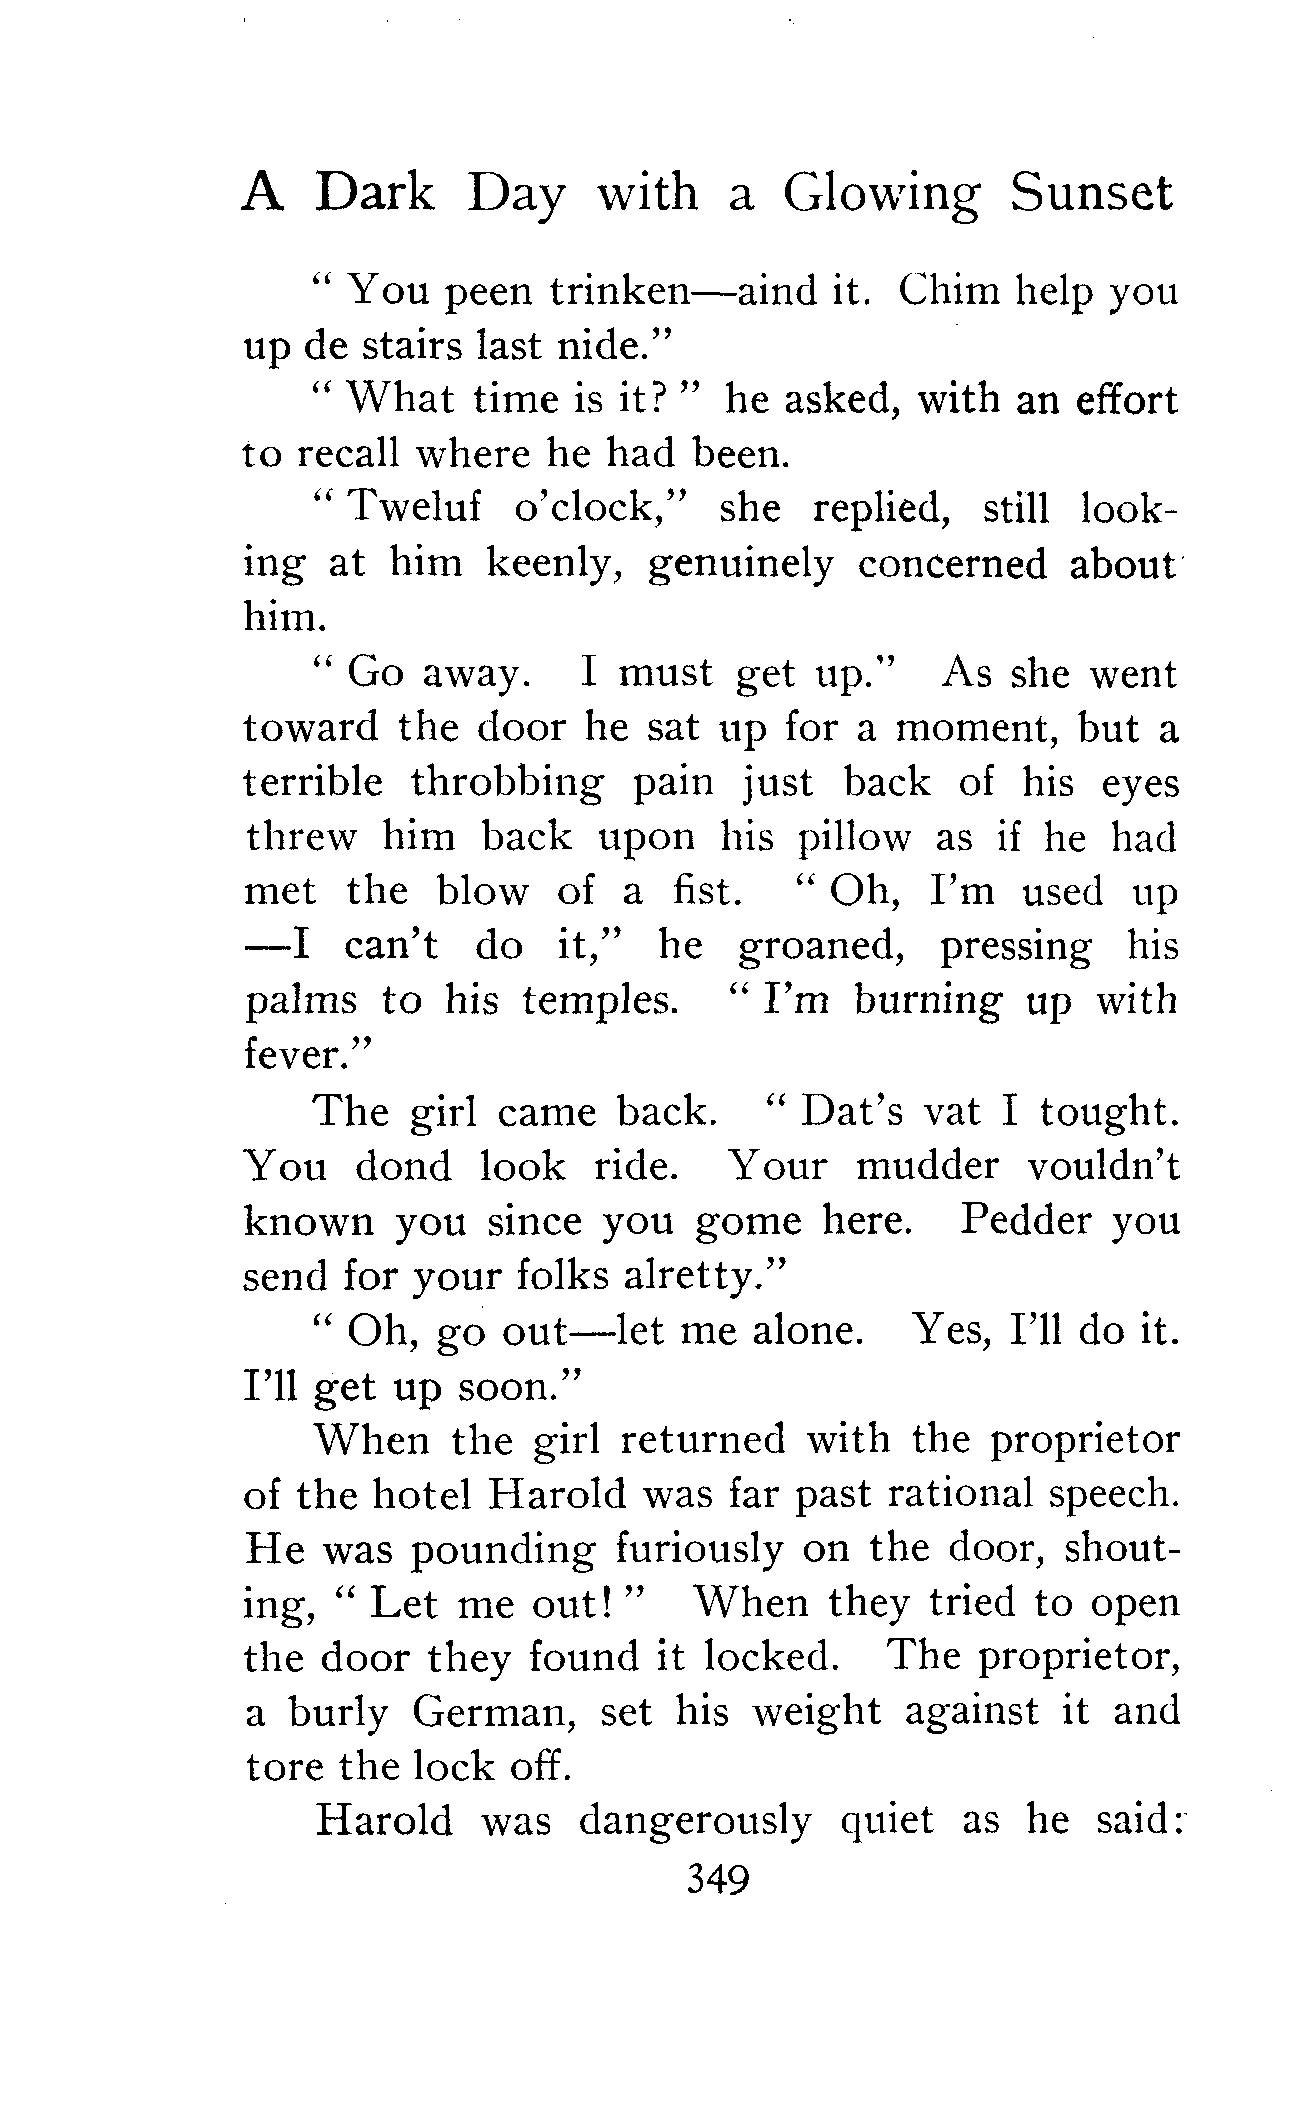 A Dark Day with a Glowing Sunset
" You peen trinken—aind it. Chim help you
up de stairs last nide."
" What time is it? " he asked, with an effort
to recall where he had been.
" Tweluf o'clock," she replied, still look-
ing at him keenly, genuinely concerned about
him.
" Go away. I must get up." As she went
toward the door he sat up for a moment, but a
terrible throbbing pain just back of his eyes
threw him back upon his pillow as if he had
met the blow of a fist. " Oh, I'm used up
—I can't do it," he groaned, pressing his
palms to his temples. " I'm burning up with
fever."
The girl came back. " Dat's vat I tought.
You dond look ride. Your mudder vouldn't
known you since you gome here. Pedder you
send for your folks alretty."
" Oh, go out—let me alone. Yes, I'll do it.
I'll get up soon."
When the girl returned with the proprietor
of the hotel Harold was far past rational speech.
He was pounding furiously on the door, shout-
ing, " Let me out! " When they tried to open
the door they found it locked. The proprietor,
a burly German, set his weight against it and
tore the lock off.
Harold was dangerously quiet as he said:
349